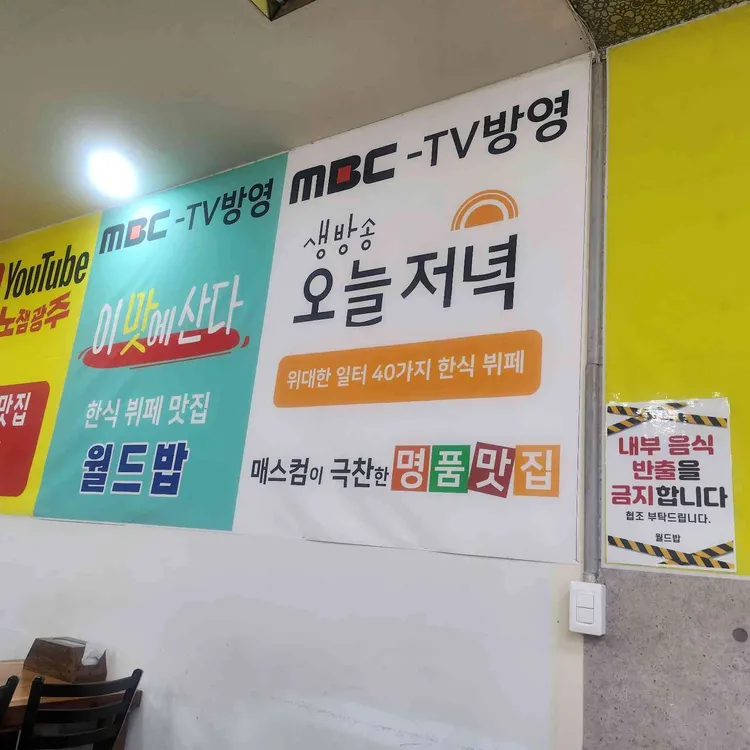 YouTube
노잼광주
맛집
MBC-TV방영
이 맛에 산다
한식 뷔페 맛집
월드밥
MBC-TV방영
생방송
오늘 저녁
위대한 일터 40가지 한식 뷔페
매스컴이 극찬한 명품맛집
내부 음식
반출을
금지합니다
협조 부탁드립니다.
월드밥